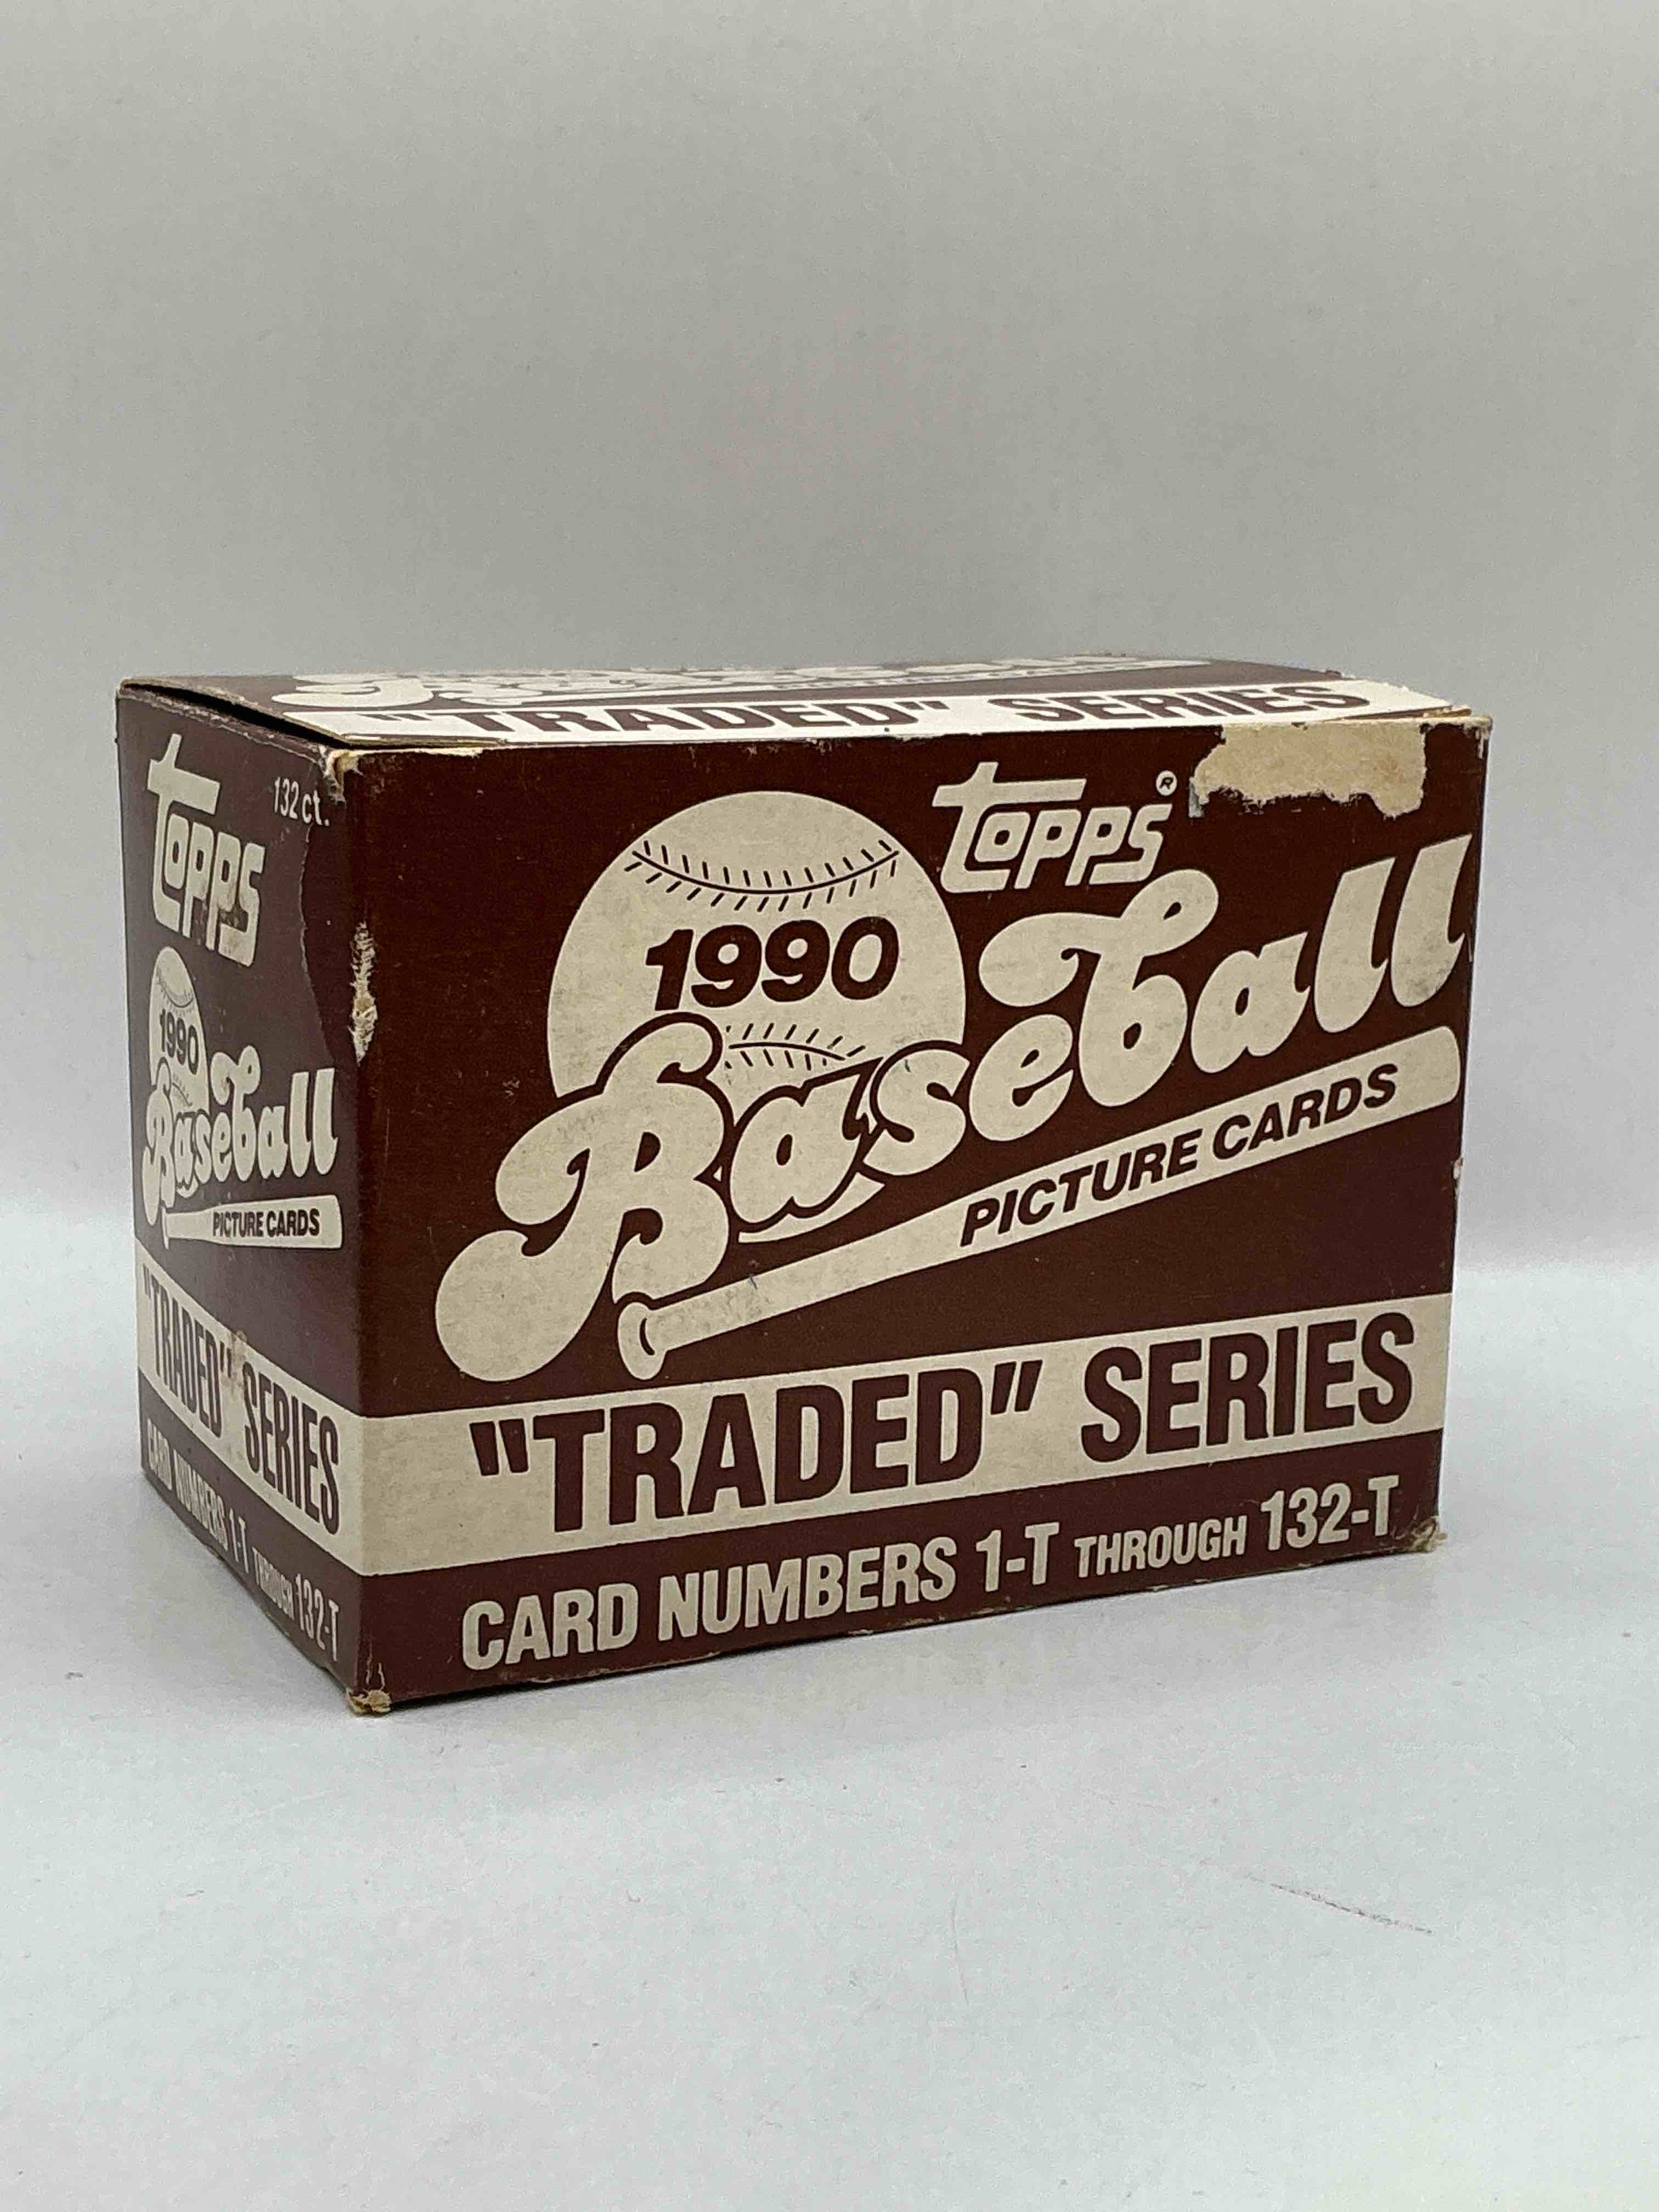 "TRADED" SERIES
Topps
132 ct.
1990
Baseball
PICTURE CARDS
"TRADED" SERIES
CARD NUMBERS 1-T THROUGH 132-T
Topps®
1990
Baseball
PICTURE CARDS
"TRADED" SERIES
CARD NUMBERS 1-T THROUGH 132-T